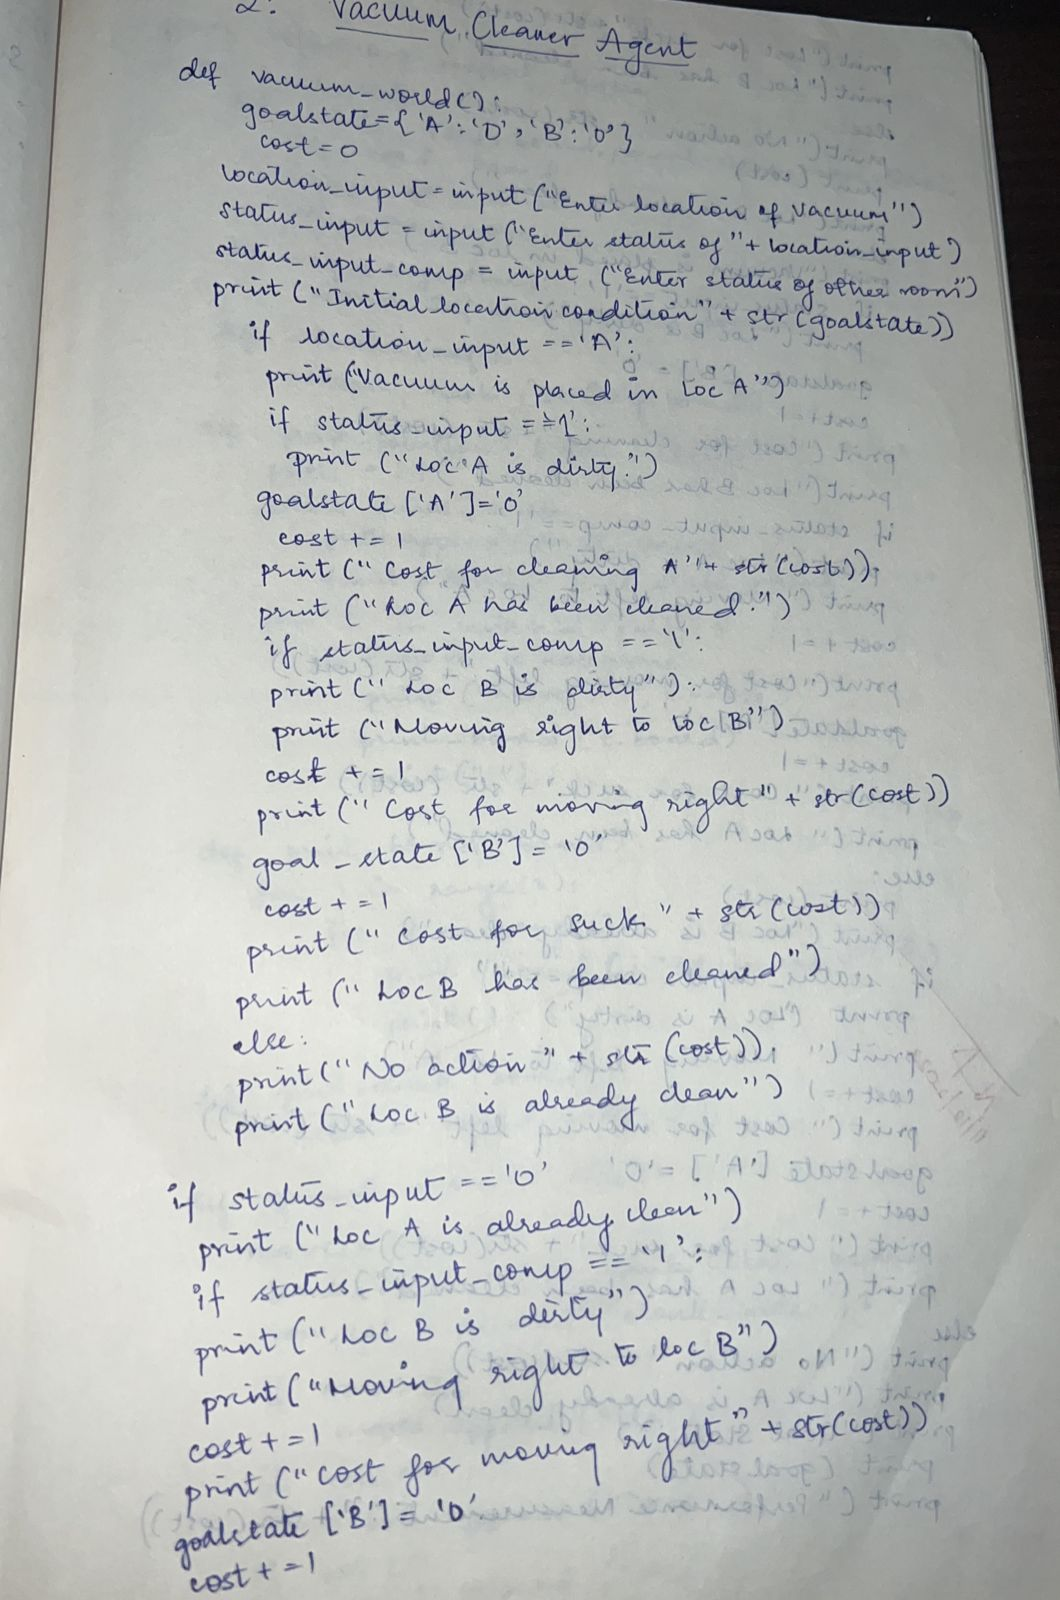 2. Vacuum Cleaner Agent
def vacuum_world():
goalstate={'A':'0','B':'0'}
cost=0
location_input=input("Enter location of Vacuum")
status_input=input("Enter status of "+location_input)
status_input_comp = input ("Enter status of other room")
print ("Initial location condition" + str(goalstate))
if location_input=='A':
print ("Vacuum is placed in Loc A")
if status_input=='1':
print ("Loc A is dirty.")
goalstate ['A']='0'
cost += 1
print (" Cost for cleaning A"+ str(cost))
print ("Loc A has been cleaned.")
if status_input_comp == '1':
print (" Loc B is dirty"):
print ("Moving right to Loc B")
cost += 1
print (" Cost for moving right" + str(cost))
goal_state ['B']= '0'
cost += 1
print (" cost for suck" + str(cost))
print (" Loc B has been cleaned")
else:
print(" No action " + str (cost))
print (" Loc B is already clean")
if status_input == '0'
print (" Loc A is already clean")
if status_input_comp == '1':
print (" Loc B is dirty")
print ("Moving right to loc B")
cost +=1
print ("cost for moving right" + str(cost))
goalstate ['B']= '0'
cost +=1